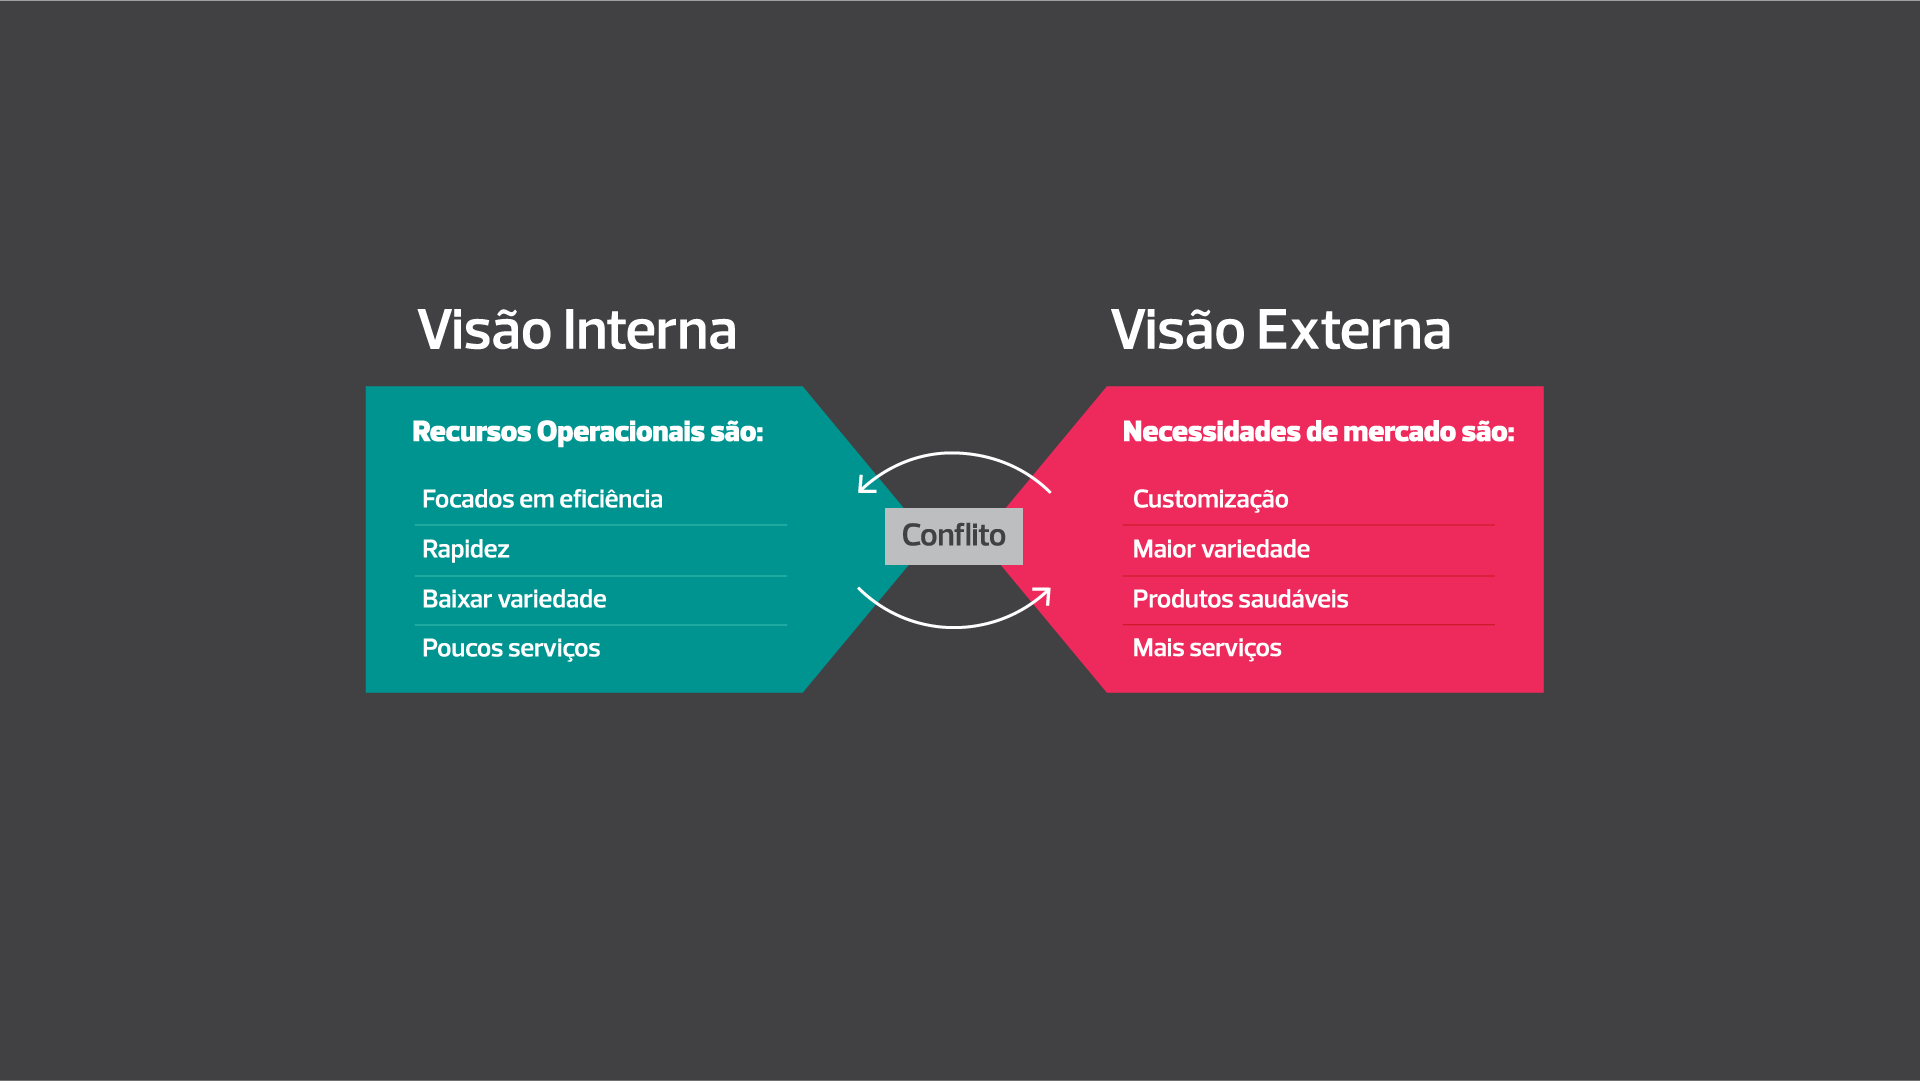 Visão Interna
Recursos Operacionais são:
Focados em eficiência
Rapidez
Baixar variedade
Poucos serviços
Conflito
Visão Externa
Necessidades de mercado são:
Customização
Maior variedade
Produtos saudáveis
Mais serviços